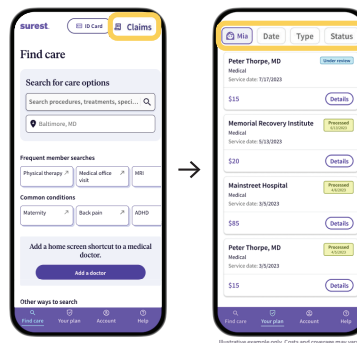 surest.
ID Card
Claims
Find care
Search for care options
Search procedures, treatments, speci...
Baltimore, MD
Frequent member searches
Physical therapy
Medical office
visit
MRI
Common conditions
Maternity
Back pain
ADHD
Add a home screen shortcut to a medical
doctor.
Add a doctor
Other ways to search
Find care
Your plan
Account
Help
Mia
Date
Type
Status
Peter Thorpe, MD
Under review
Medical
Service date: 7/17/2023
$15
Details
Memorial Recovery Institute
Processed
Medical
Service date: 5/13/2023
$20
Details
Mainstreet Hospital
Processed
Medical
Service date: 3/3/2023
$85
Details
Peter Thorpe, MD
Processed
Medical
Service date: 3/5/2023
$15
Details
Find care
Your plan
Account
Help
Illustrative example only. Costs and coverage may vary